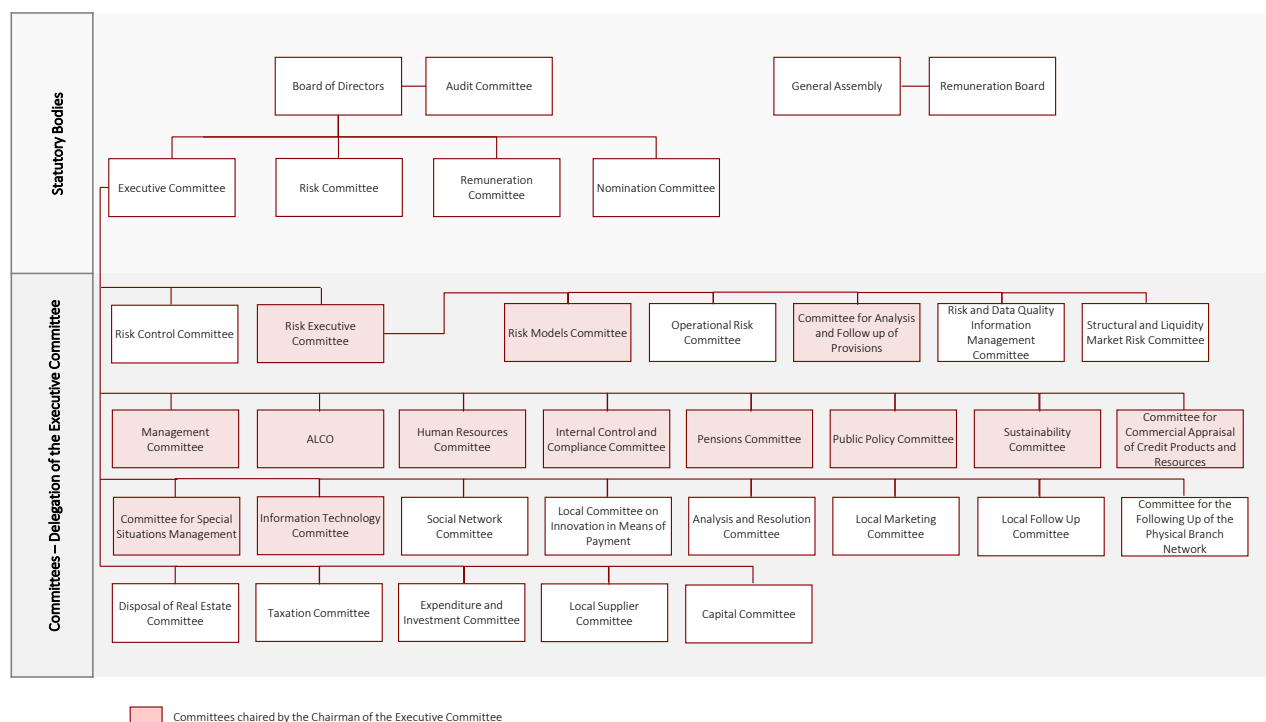 Statutory Bodies
Board of Directors
Audit Committee
General Assembly
Remuneration Board
Executive Committee
Risk Committee
Remuneration
Committee
Nomination Committee
Committees – Delegation of the Executive Committee
Risk Control Committee
Risk Executive
Committee
Risk Models Committee
Operational Risk
Committee
Committee for Analysis
and Follow up of
Provisions
Risk and Data Quality
Information
Management
Committee
Structural and Liquidity
Market Risk Committee
Management
Committee
ALCO
Human Resources
Committee
Internal Control and
Compliance Committee
Pensions Committee
Public Policy Committee
Sustainability
Committee
Committee for
Commercial Appraisal
of Credit Products and
Resources
Committee for Special
Situations Management
Information Technology
Committee
Social Network
Committee
Local Committee on
Innovation in Means of
Payment
Analysis and Resolution
Committee
Local Marketing
Committee
Local Follow Up
Committee
Committee for the
Following Up of the
Physical Branch
Network
Disposal of Real Estate
Committee
Taxation Committee
Expenditure and
Investment Committee
Local Supplier
Committee
Capital Committee
Committees chaired by the Chairman of the Executive Committee